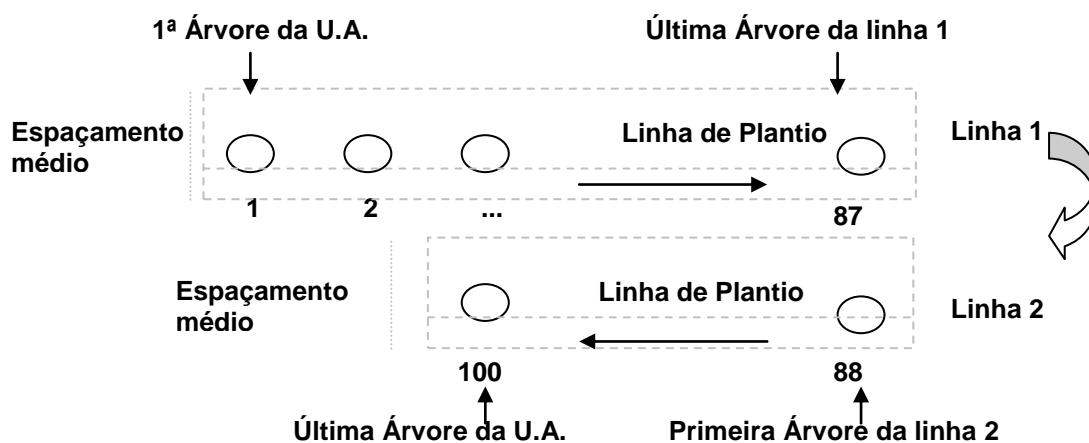 1ª Árvore da U.A.
Última Árvore da linha 1
Espaçamento médio
Linha de Plantio
Linha 1
1 2 ... 87
Espaçamento médio
Linha de Plantio
Linha 2
100 88
Última Árvore da U.A.
Primeira Árvore da linha 2